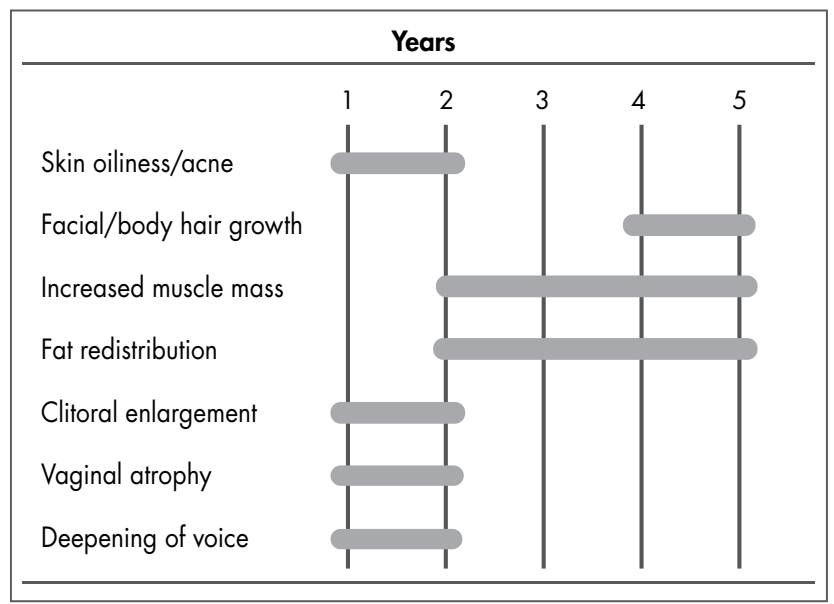 Years
1 2 3 4 5
Skin oiliness/acne
Facial/body hair growth
Increased muscle mass
Fat redistribution
Clitoral enlargement
Vaginal atrophy
Deepening of voice